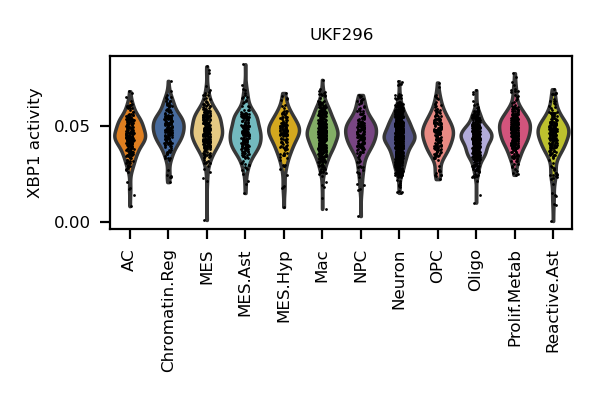 UKF296
XBP1 activity
0.05
0.00
AC
Chromatin.Reg
MES
MES.Ast
MES.Hyp
Mac
NPC
Neuron
OPC
Oligo
Prolif.Metab
Reactive.Ast